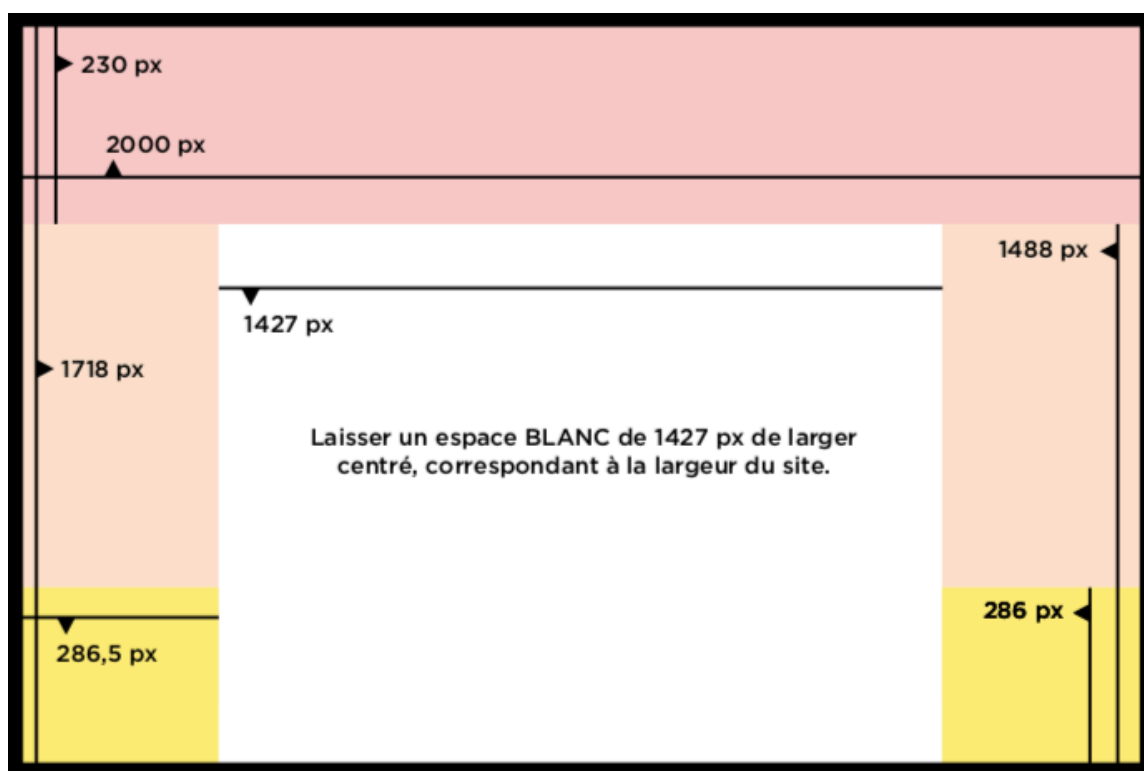 230 px
2000 px
1488 px
1427 px
1718 px
Laisser un espace BLANC de 1427 px de larger
centré, correspondant à la largeur du site.
286 px
286,5 px